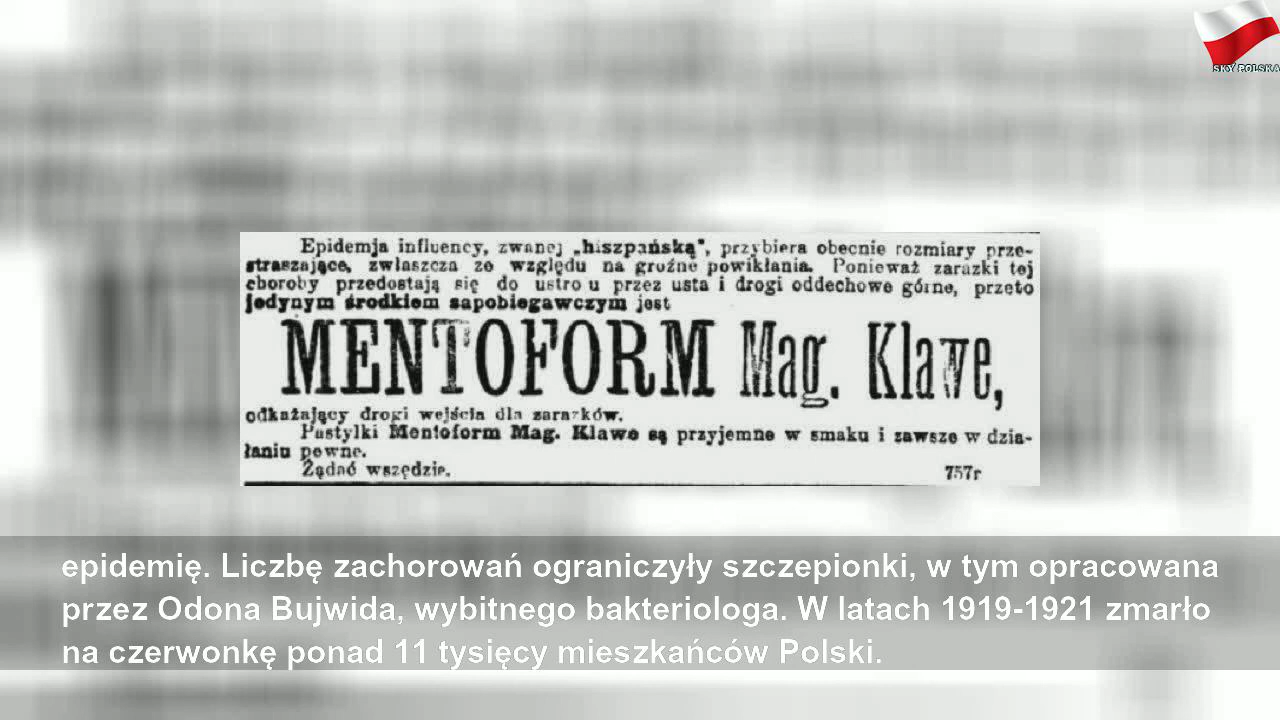 SKY POLSKA
Epidemja influency, zwanej „hiszpańską", przybiera obecnie rozmiary prze-
straszające, zwłaszcza ze względu na groźne powikłania. Ponieważ zarazki tej
choroby przedostają się do ustroju przez usta i drogi oddechowe górne, przeto
jedynym środkiem zapobiegawczym jest
MENTOFORM Mag. Klawe,
odkażający drogi wejścia dla zarazków.
Pastylki Mentoform Mag. Klawe są przyjemne w smaku i zawsze w dzia-
łaniu pewne.
Żądać wszędzie. 757r
epidemię. Liczbę zachorowań ograniczyły szczepionki, w tym opracowana
przez Odona Bujwida, wybitnego bakteriologa. W latach 1919-1921 zmarło
na czerwonkę ponad 11 tysięcy mieszkańców Polski.